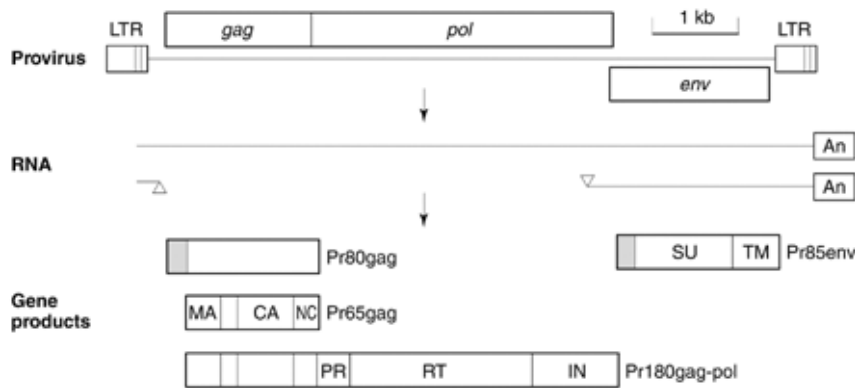 LTR gag pol 1 kb LTR
Provirus
env
An
RNA
An
Pr80gag SU TM Pr85env
Gene
products
MA CA NC Pr65gag
PR RT IN Pr180gag-pol